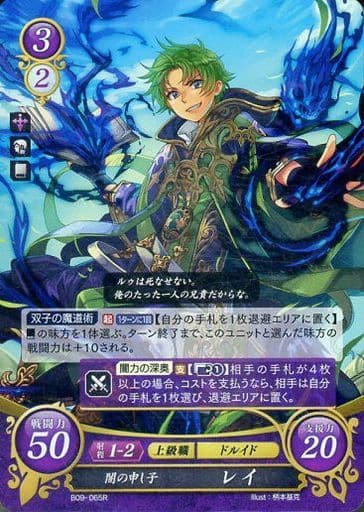 3
2
ルゥは死なせない。
俺のたった一人の兄貴だからな。
双子の魔道術 起 1ターンに1回 【自分の手札を1枚退避エリアに置く】
の味方を1体選ぶ。ターン終了まで、このユニットと選んだ味方の
戦闘力は+10される。
闇力の深奥 支 【①】相手の手札が4枚
以上の場合、コストを支払うなら、相手は自分
の手札を1枚選び、退避エリアに置く。
戦闘力
50
射程 1-2 上級職 ドルイド
支援力
20
闇の申し子 レイ
B09-065R
Illust:柄本基克